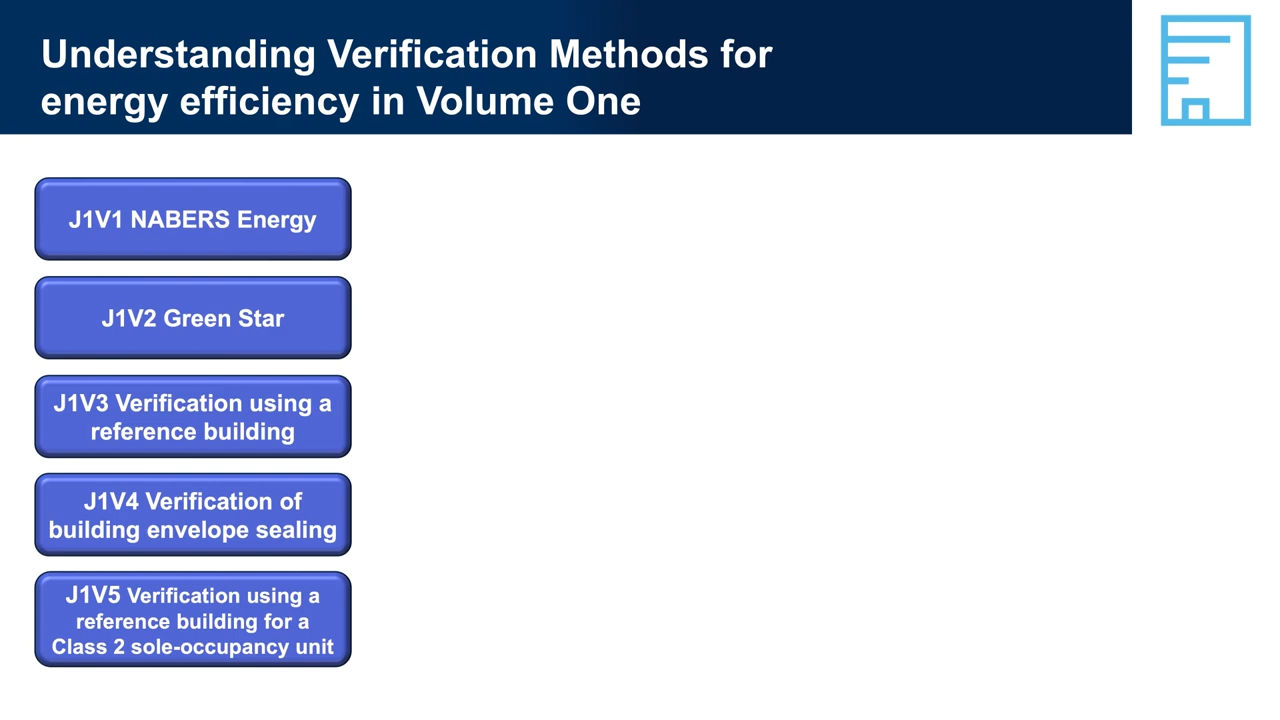 Understanding Verification Methods for
energy efficiency in Volume One
J1V1 NABERS Energy
J1V2 Green Star
J1V3 Verification using a
reference building
J1V4 Verification of
building envelope sealing
J1V5 Verification using a
reference building for a
Class 2 sole-occupancy unit